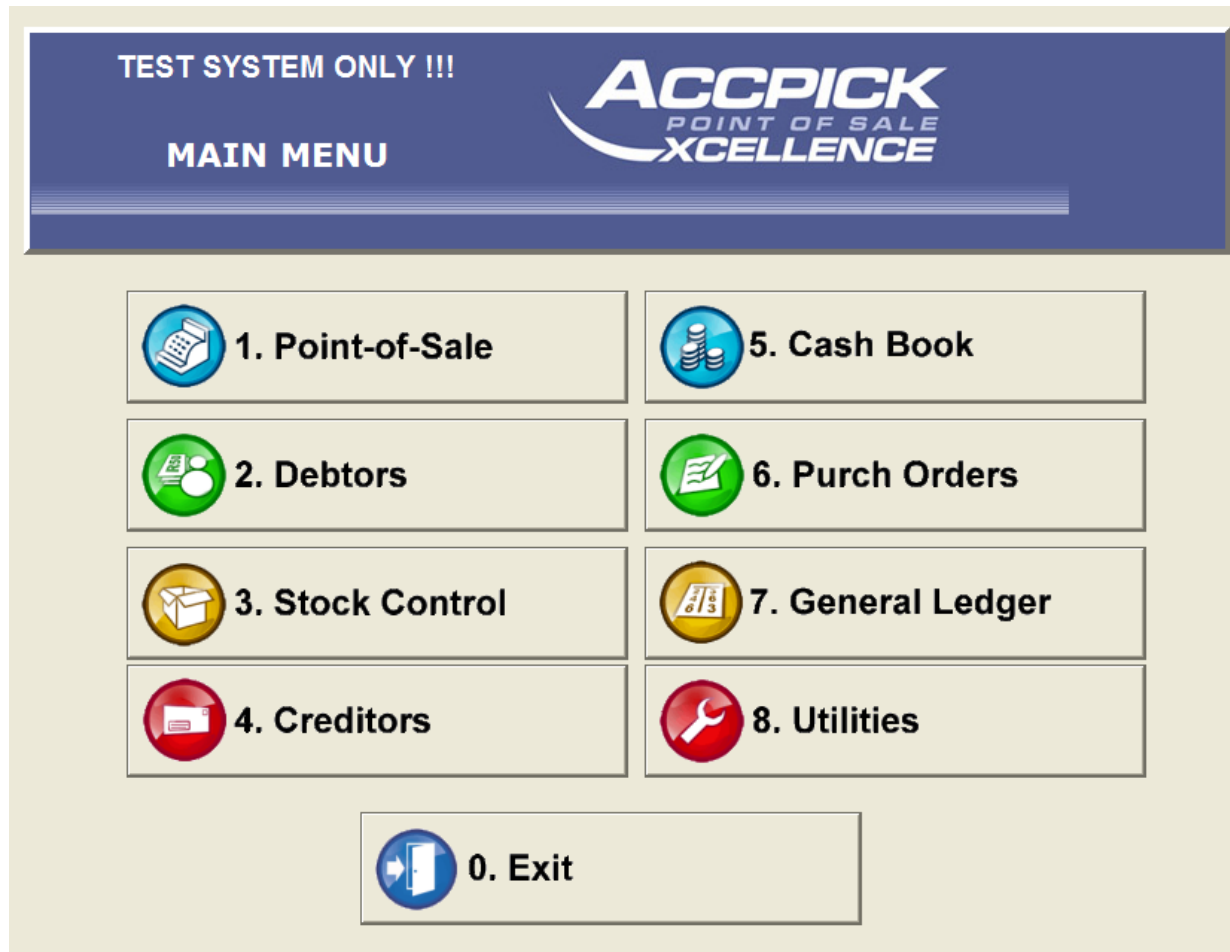 TEST SYSTEM ONLY !!!
MAIN MENU
ACCPICK
POINT OF SALE
XCELLENCE
1. Point-of-Sale
5. Cash Book
2. Debtors
6. Purch Orders
3. Stock Control
7. General Ledger
4. Creditors
8. Utilities
0. Exit